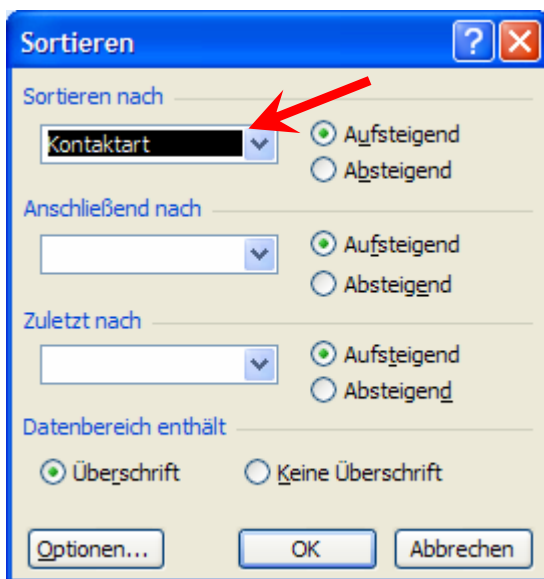 Sortieren
Sortieren nach
Kontaktart
Aufsteigend
Absteigend
Anschließend nach
Aufsteigend
Absteigend
Zuletzt nach
Aufsteigend
Absteigend
Datenbereich enthält
Überschrift
Keine Überschrift
Optionen...
OK
Abbrechen